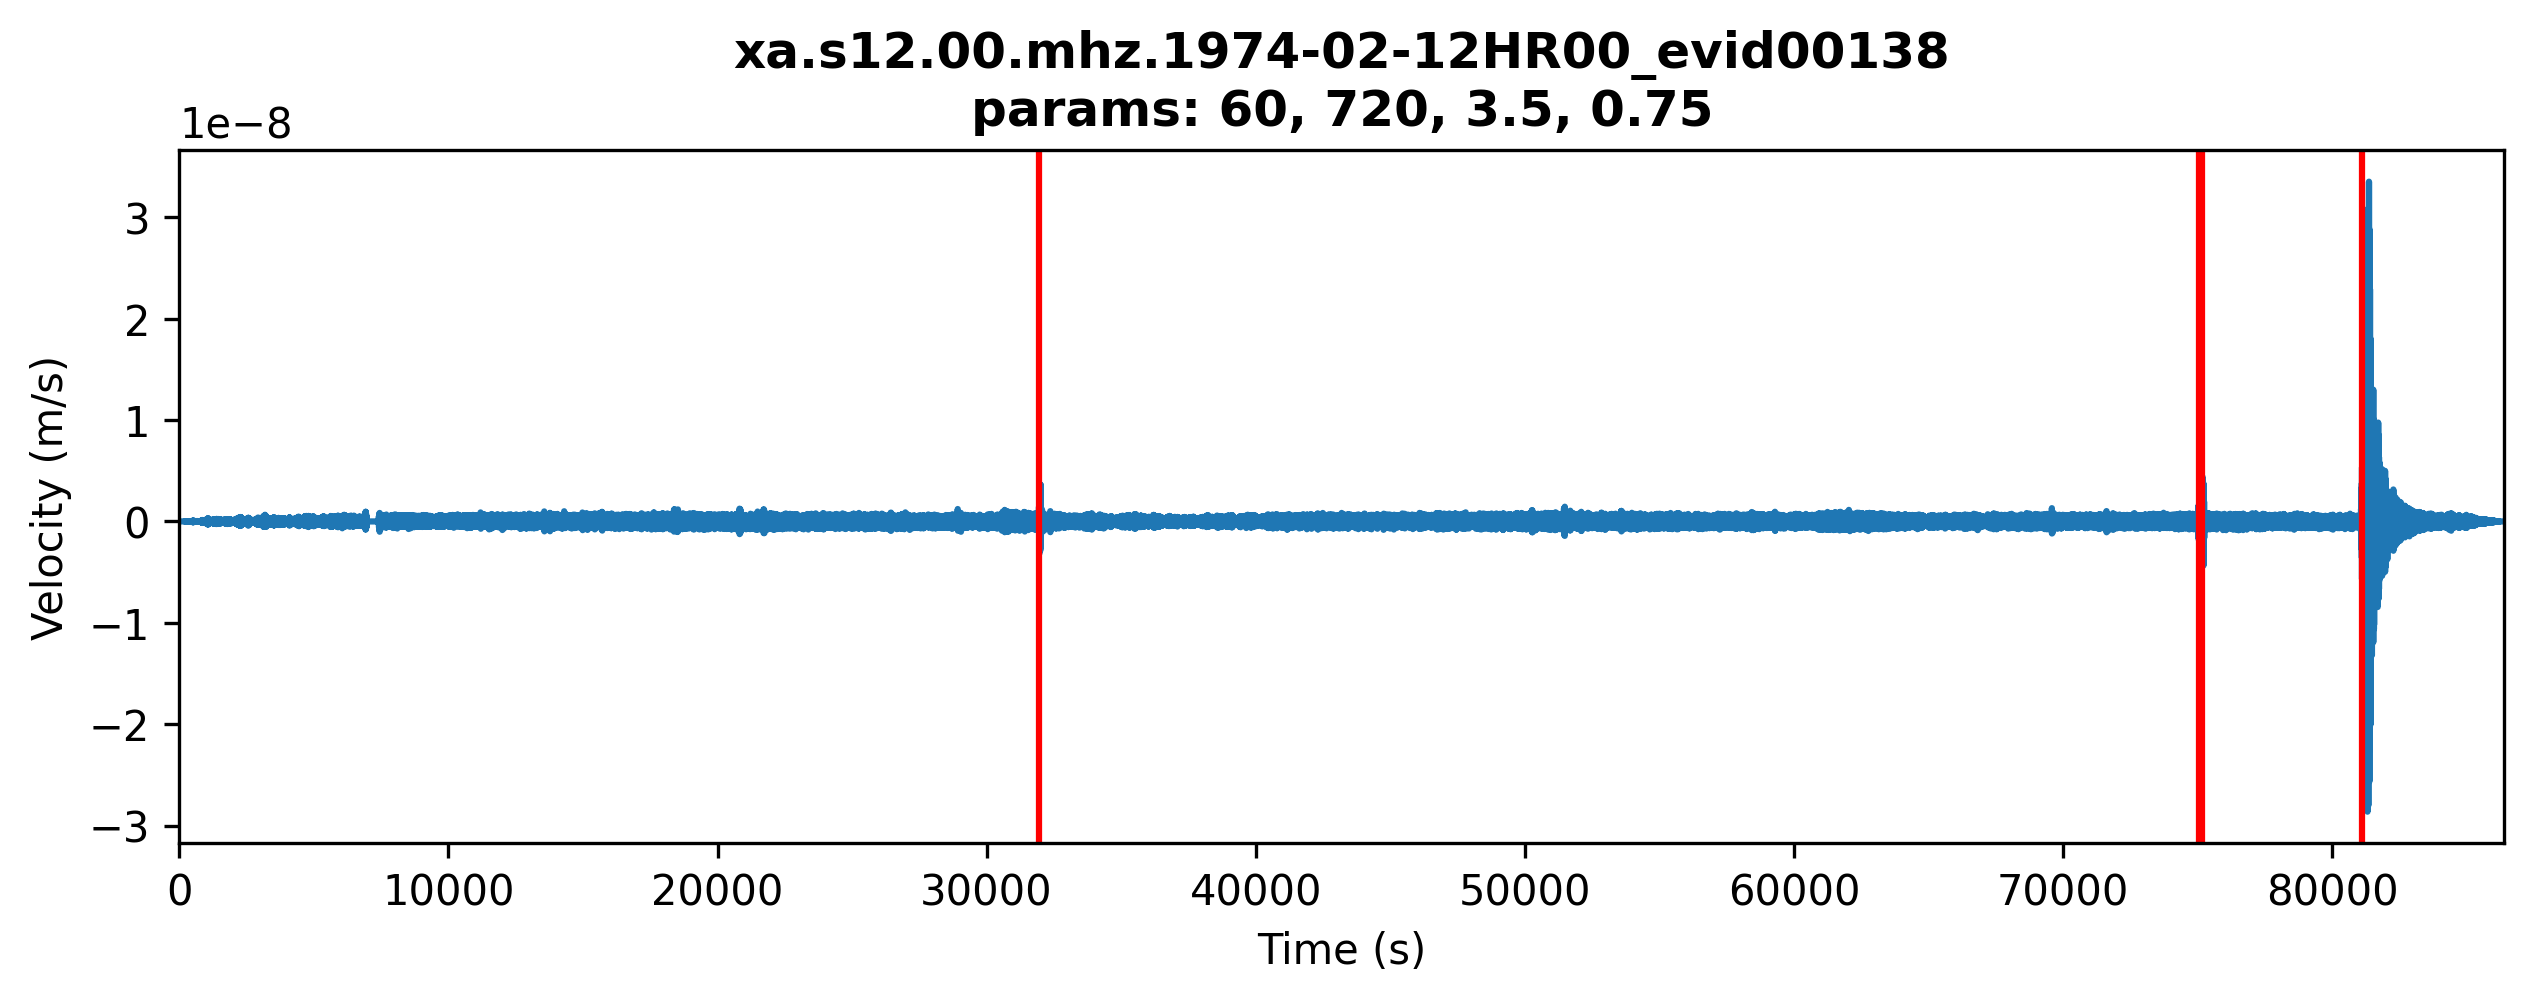 xa.s12.00.mhz.1974-02-12HR00_evid00138
params: 60, 720, 3.5, 0.75
1e−8
3
2
1
0
−1
−2
−3
Velocity (m/s)
0 10000 20000 30000 40000 50000 60000 70000 80000
Time (s)